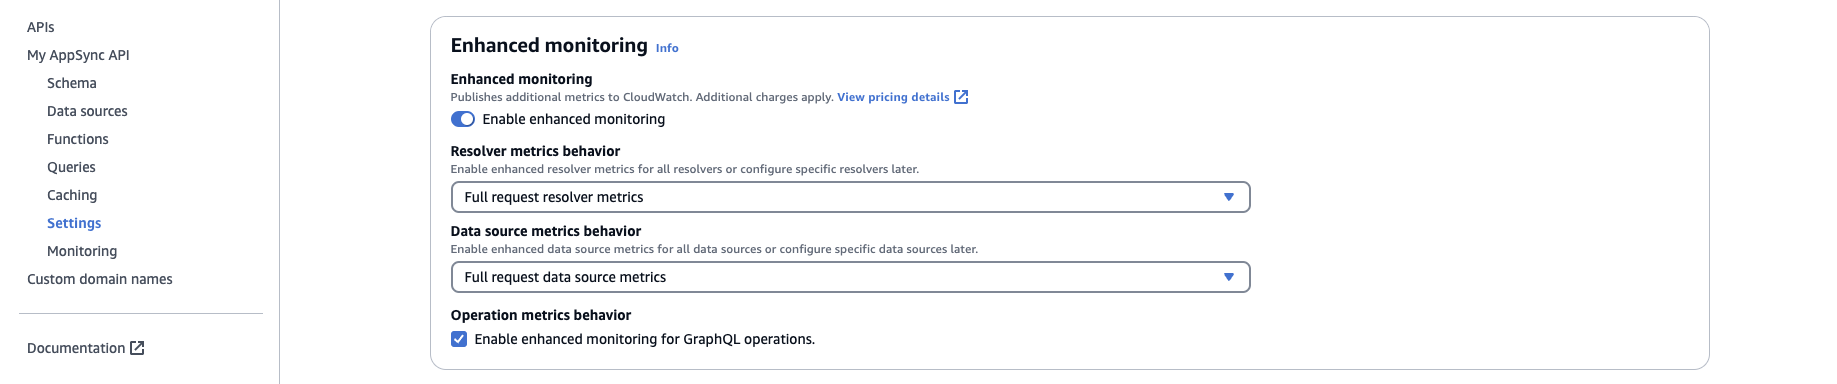 APIs
My AppSync API
Schema
Data sources
Functions
Queries
Caching
Settings
Monitoring
Custom domain names
Documentation
Enhanced monitoring Info
Enhanced monitoring
Publishes additional metrics to CloudWatch. Additional charges apply. View pricing details
Enable enhanced monitoring
Resolver metrics behavior
Enable enhanced resolver metrics for all resolvers or configure specific resolvers later.
Full request resolver metrics
Data source metrics behavior
Enable enhanced data source metrics for all data sources or configure specific data sources later.
Full request data source metrics
Operation metrics behavior
Enable enhanced monitoring for GraphQL operations.